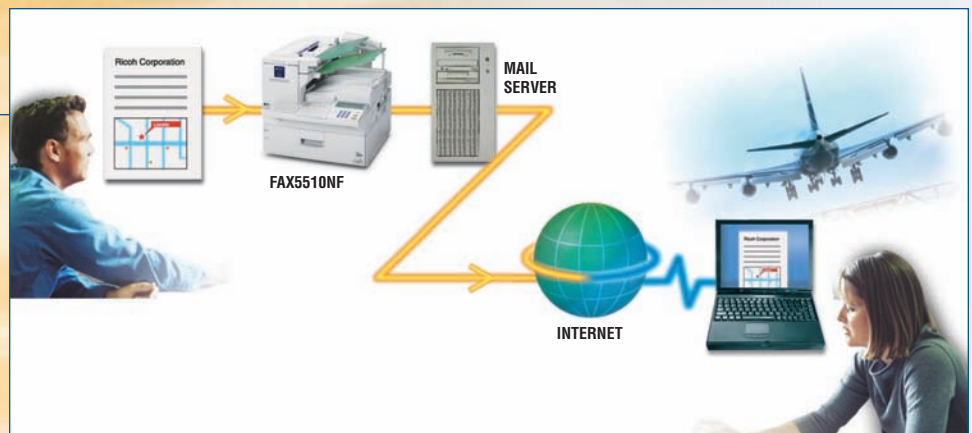 Ricoh Corporation
FAX5510NF
MAIL
SERVER
INTERNET
Ricoh Corporation